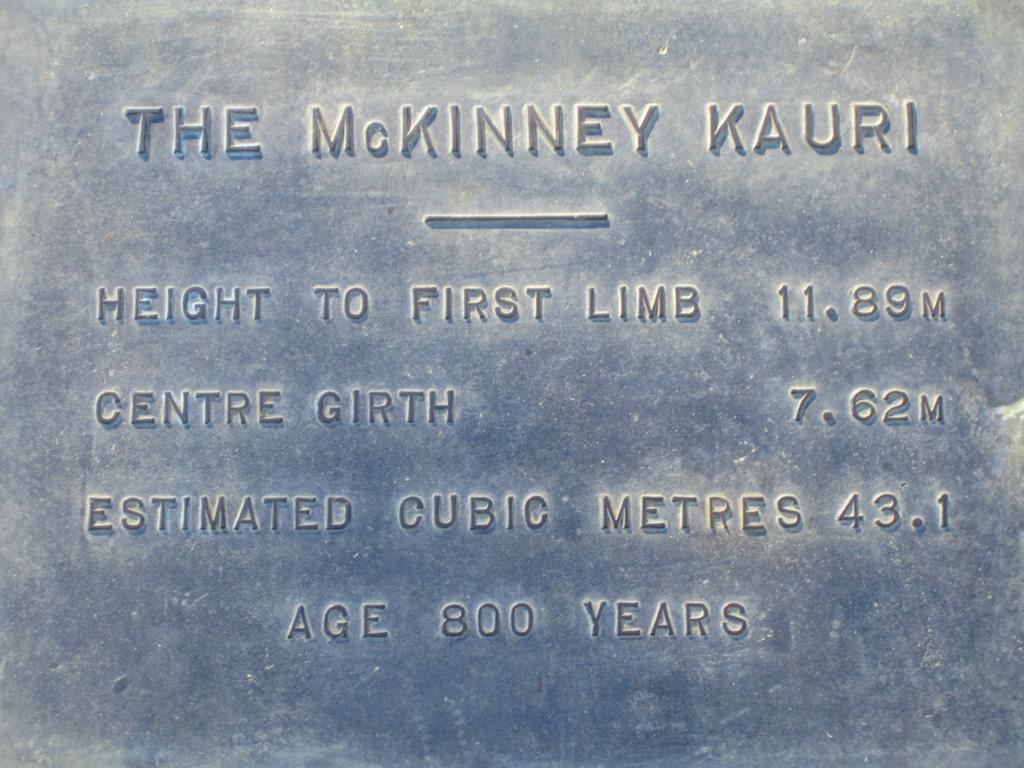 THE McKINNEY KAURI
HEIGHT TO FIRST LIMB 11.89M
CENTRE GIRTH 7.62M
ESTIMATED CUBIC METRES 43.1
AGE 800 YEARS